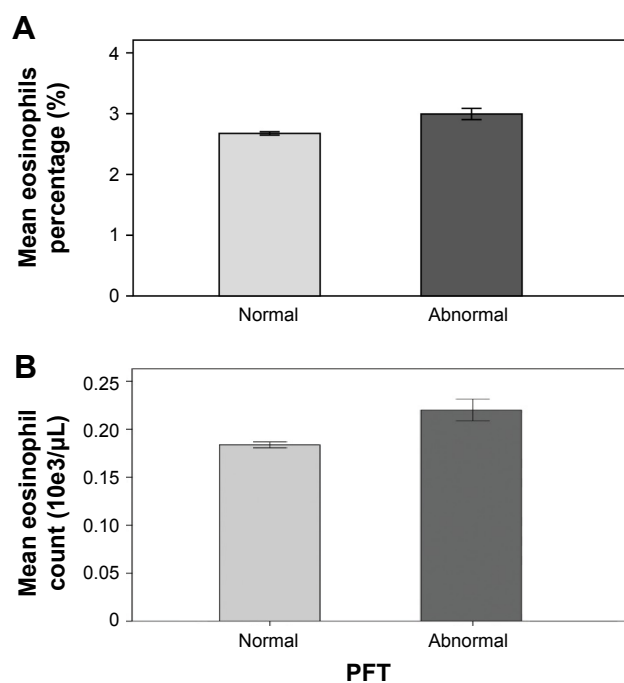 A
Mean eosinophils
percentage (%)
4
3
2
1
0
Normal Abnormal
B
Mean eosinophil
count (10e3/µL)
0.25
0.20
0.15
0.10
0.05
0
Normal Abnormal
PFT